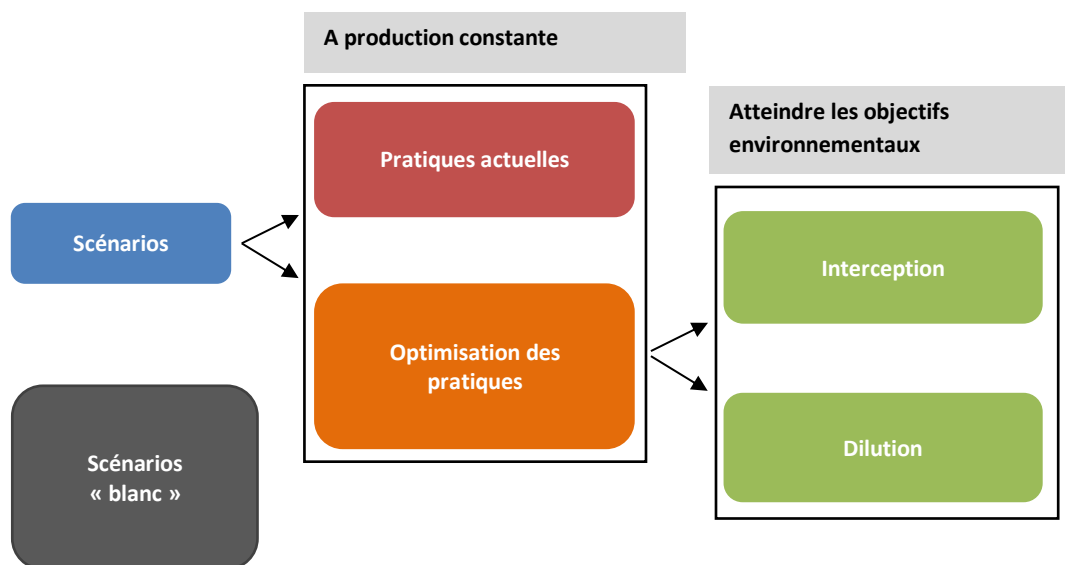 A production constante
Pratiques actuelles
Atteindre les objectifs
environnementaux
Scénarios
Interception
Optimisation des
pratiques
Dilution
Scénarios
« blanc »